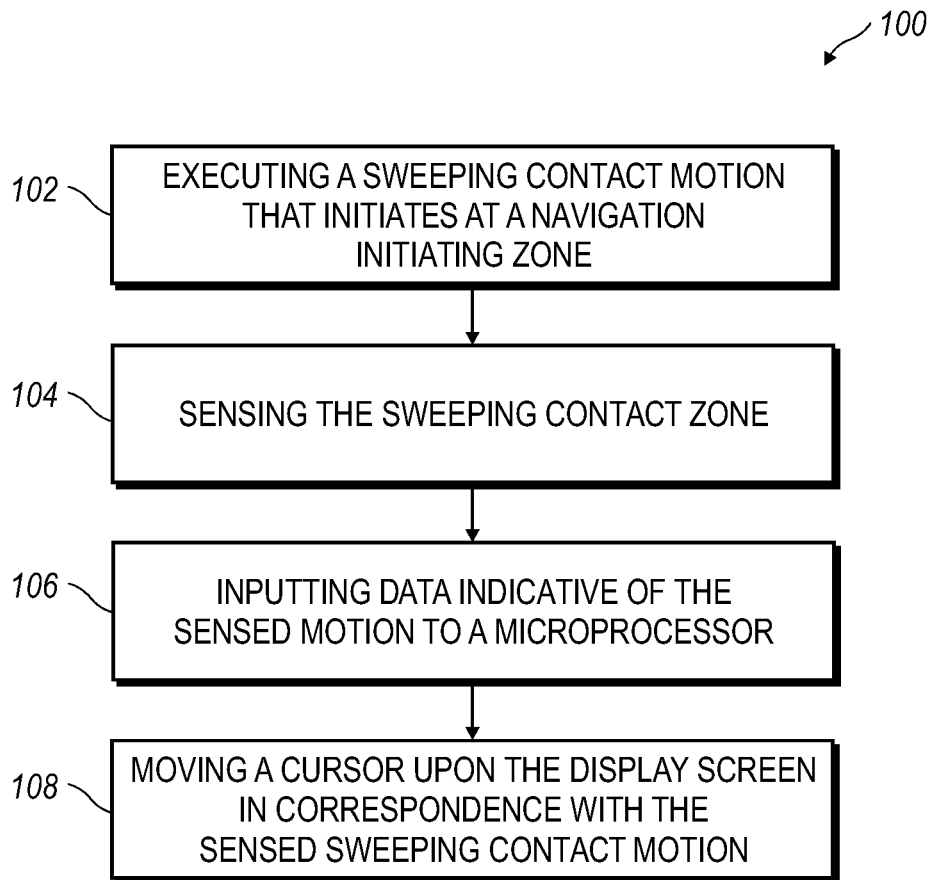 100
102
EXECUTING A SWEEPING CONTACT MOTION
THAT INITIATES AT A NAVIGATION
INITIATING ZONE
104
SENSING THE SWEEPING CONTACT ZONE
106
INPUTTING DATA INDICATIVE OF THE
SENSED MOTION TO A MICROPROCESSOR
108
MOVING A CURSOR UPON THE DISPLAY SCREEN
IN CORRESPONDENCE WITH THE
SENSED SWEEPING CONTACT MOTION